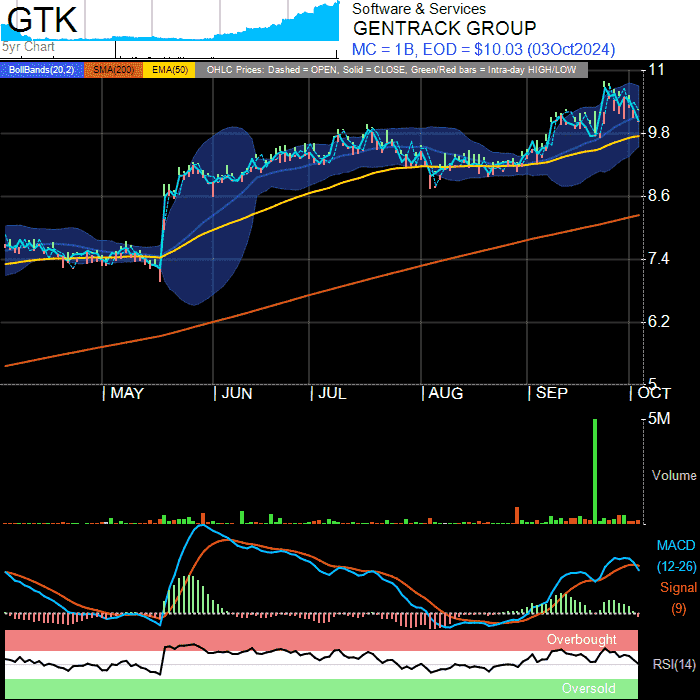 GTK
5yr Chart
Software & Services
GENTRACK GROUP
MC = 1B, EOD = $10.03 (03Oct2024)
BollBands(20,2) SMA(200) EMA(50) OHLC Prices: Dashed = OPEN, Solid = CLOSE, Green/Red bars = Intra-day HIGH/LOW
11
9.8
8.6
7.4
6.2
5
MAY JUN JUL AUG SEP OCT
5M
Volume
MACD
(12-26)
Signal
(9)
Overbought
RSI(14)
Oversold